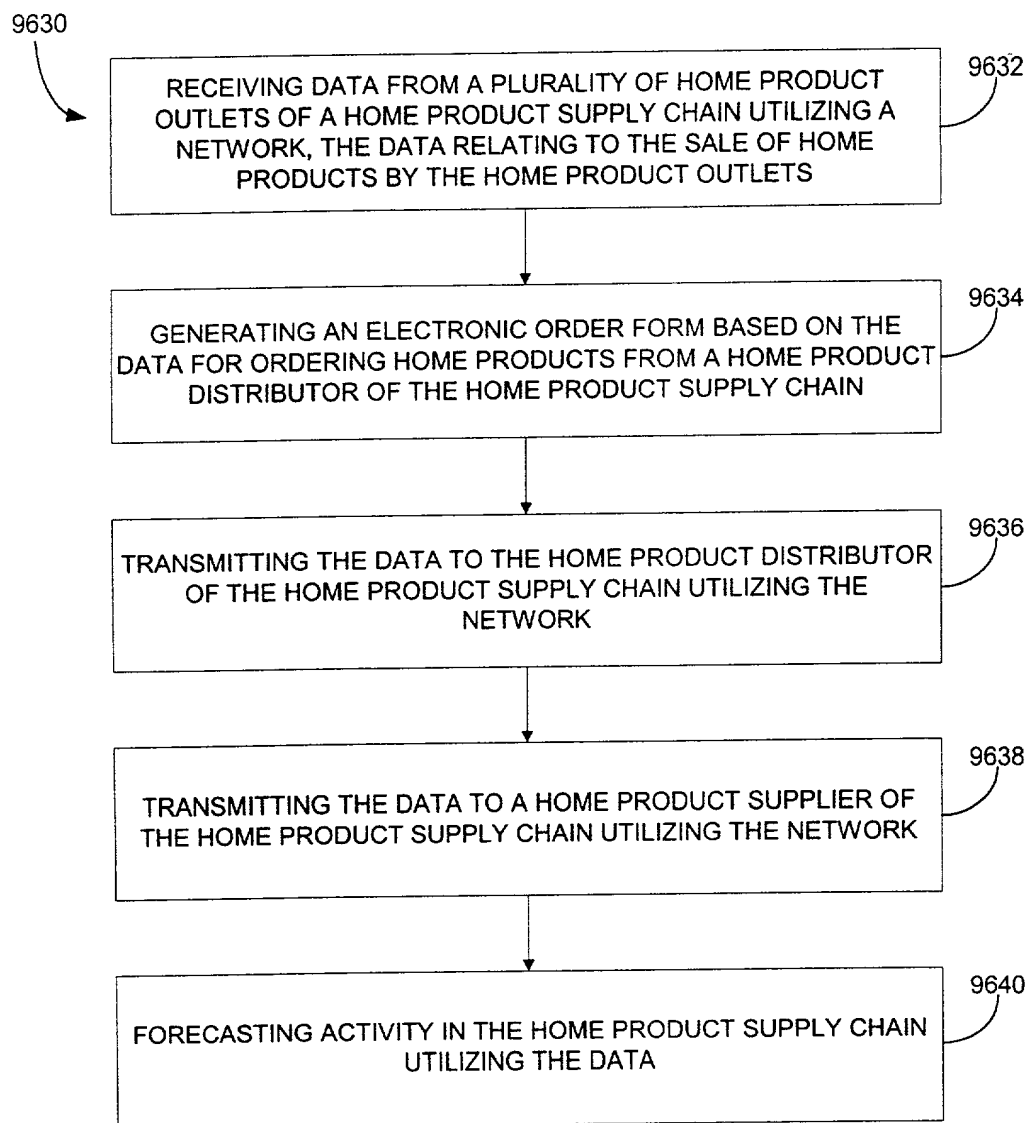 9630
9632
RECEIVING DATA FROM A PLURALITY OF HOME PRODUCT
OUTLETS OF A HOME PRODUCT SUPPLY CHAIN UTILIZING A
NETWORK, THE DATA RELATING TO THE SALE OF HOME
PRODUCTS BY THE HOME PRODUCT OUTLETS
9634
GENERATING AN ELECTRONIC ORDER FORM BASED ON THE
DATA FOR ORDERING HOME PRODUCTS FROM A HOME PRODUCT
DISTRIBUTOR OF THE HOME PRODUCT SUPPLY CHAIN
9636
TRANSMITTING THE DATA TO THE HOME PRODUCT DISTRIBUTOR
OF THE HOME PRODUCT SUPPLY CHAIN UTILIZING THE
NETWORK
9638
TRANSMITTING THE DATA TO A HOME PRODUCT SUPPLIER OF
THE HOME PRODUCT SUPPLY CHAIN UTILIZING THE NETWORK
9640
FORECASTING ACTIVITY IN THE HOME PRODUCT SUPPLY CHAIN
UTILIZING THE DATA